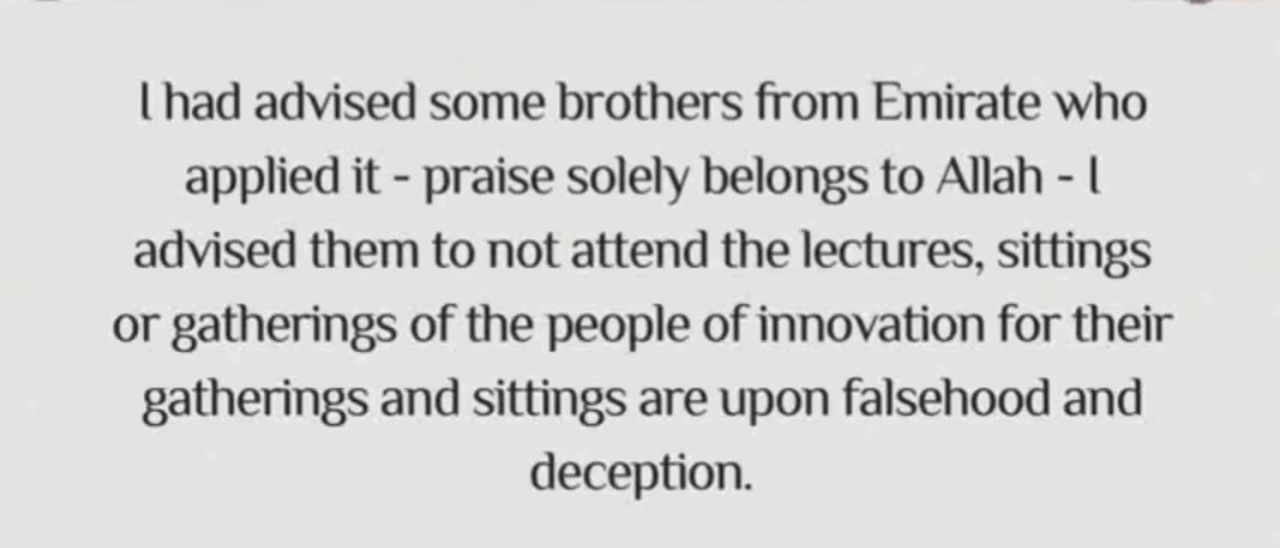 I had advised some brothers from Emirate who
applied it - praise solely belongs to Allah - I
advised them to not attend the lectures, sittings
or gatherings of the people of innovation for their
gatherings and sittings are upon falsehood and
deception.